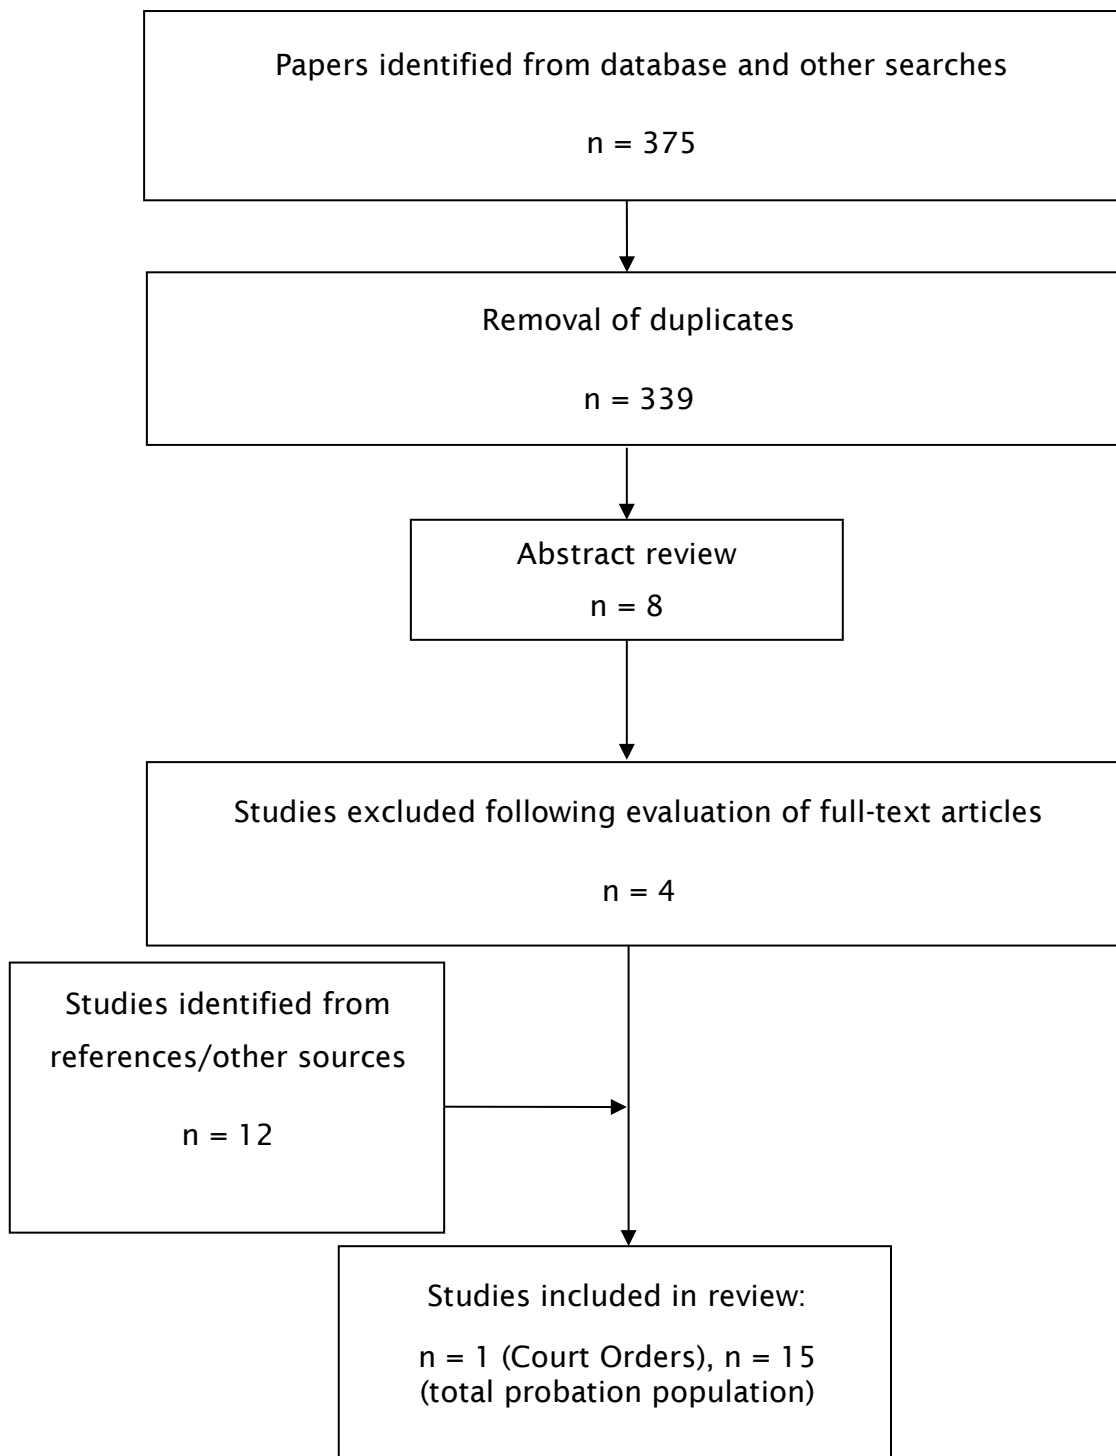 Papers identified from database and other searches
n = 375
Removal of duplicates
n = 339
Abstract review
n = 8
Studies excluded following evaluation of full-text articles
n = 4
Studies identified from
references/other sources
n = 12
Studies included in review:
n = 1 (Court Orders), n = 15
(total probation population)